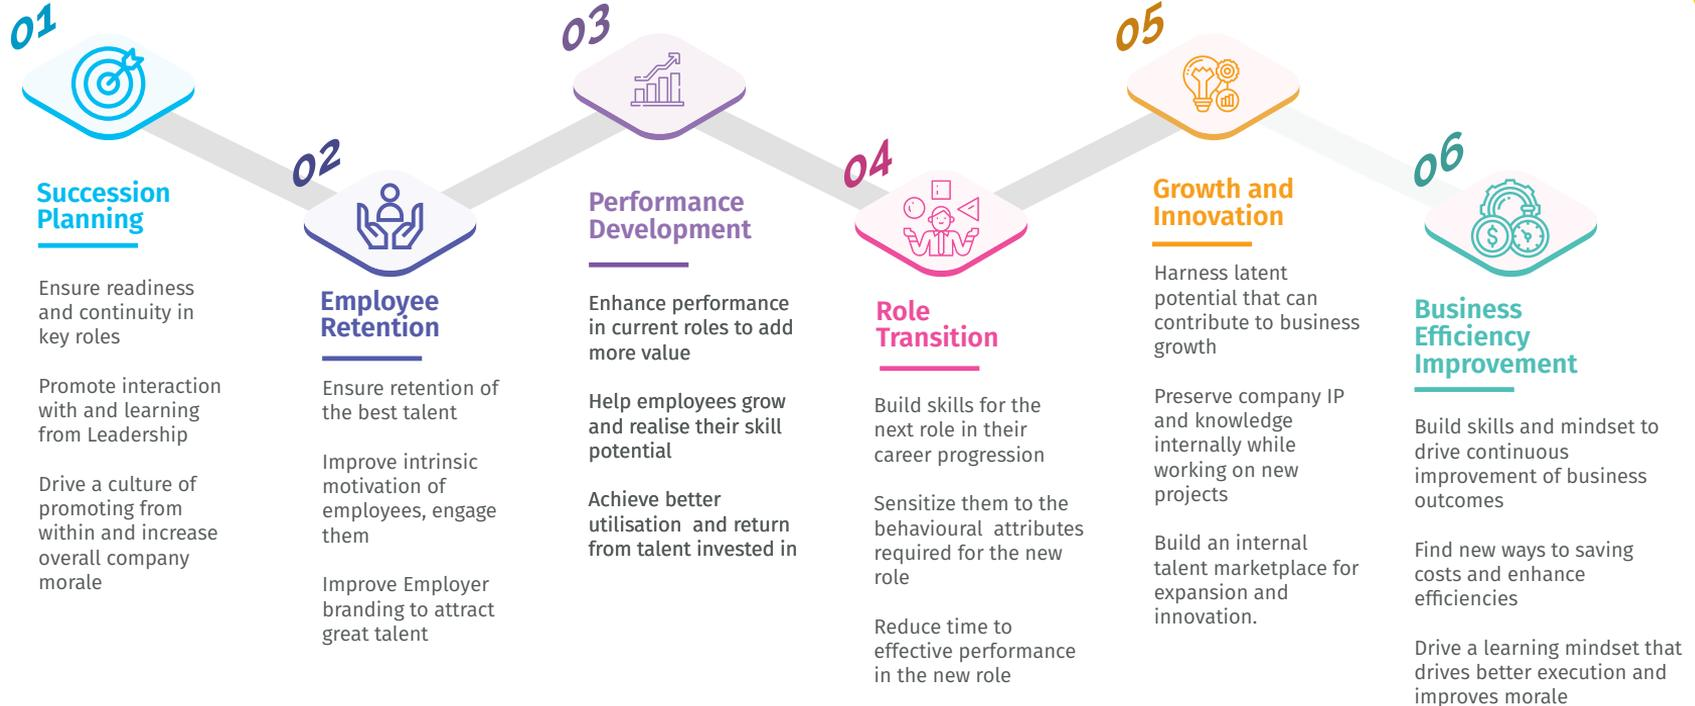 01
Succession
Planning
Ensure readiness
and continuity in
key roles
Promote interaction
with and learning
from Leadership
Drive a culture of
promoting from
within and increase
overall company
morale
02
Employee
Retention
Ensure retention of
the best talent
Improve intrinsic
motivation of
employees, engage
them
Improve Employer
branding to attract
great talent
03
Performance
Development
Enhance performance
in current roles to add
more value
Help employees grow
and realise their skill
potential
Achieve better
utilisation  and return
from talent invested in
04
Role
Transition
Build skills for the
next role in their
career progression
Sensitize them to the
behavioural  attributes
required for the new
role
Reduce time to
effective performance
in the new role
05
Growth and
Innovation
Harness latent
potential that can
contribute to business
growth
Preserve company IP
and knowledge
internally while
working on new
projects
Build an internal
talent marketplace for
expansion and
innovation.
06
$
Business
Efficiency
Improvement
Build skills and mindset to
drive continuous
improvement of business
outcomes
Find new ways to saving
costs and enhance
efficiencies
Drive a learning mindset that
drives better execution and
improves morale